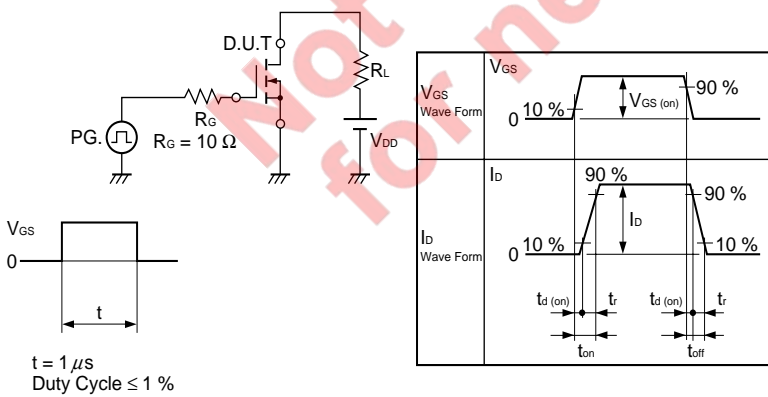 D.U.T
RL
RG
PG.
RG = 10 Ω
VDD
VGS
0
t
t = 1 μs
Duty Cycle ≤ 1 %
VGS
Wave Form
VGS
10 %
0
VGS (on)
90 %
ID
Wave Form
ID
90 %
90 %
ID
0
10 %
10 %
td (on)
tr
td (on)
tr
ton
toff
Not
for ne